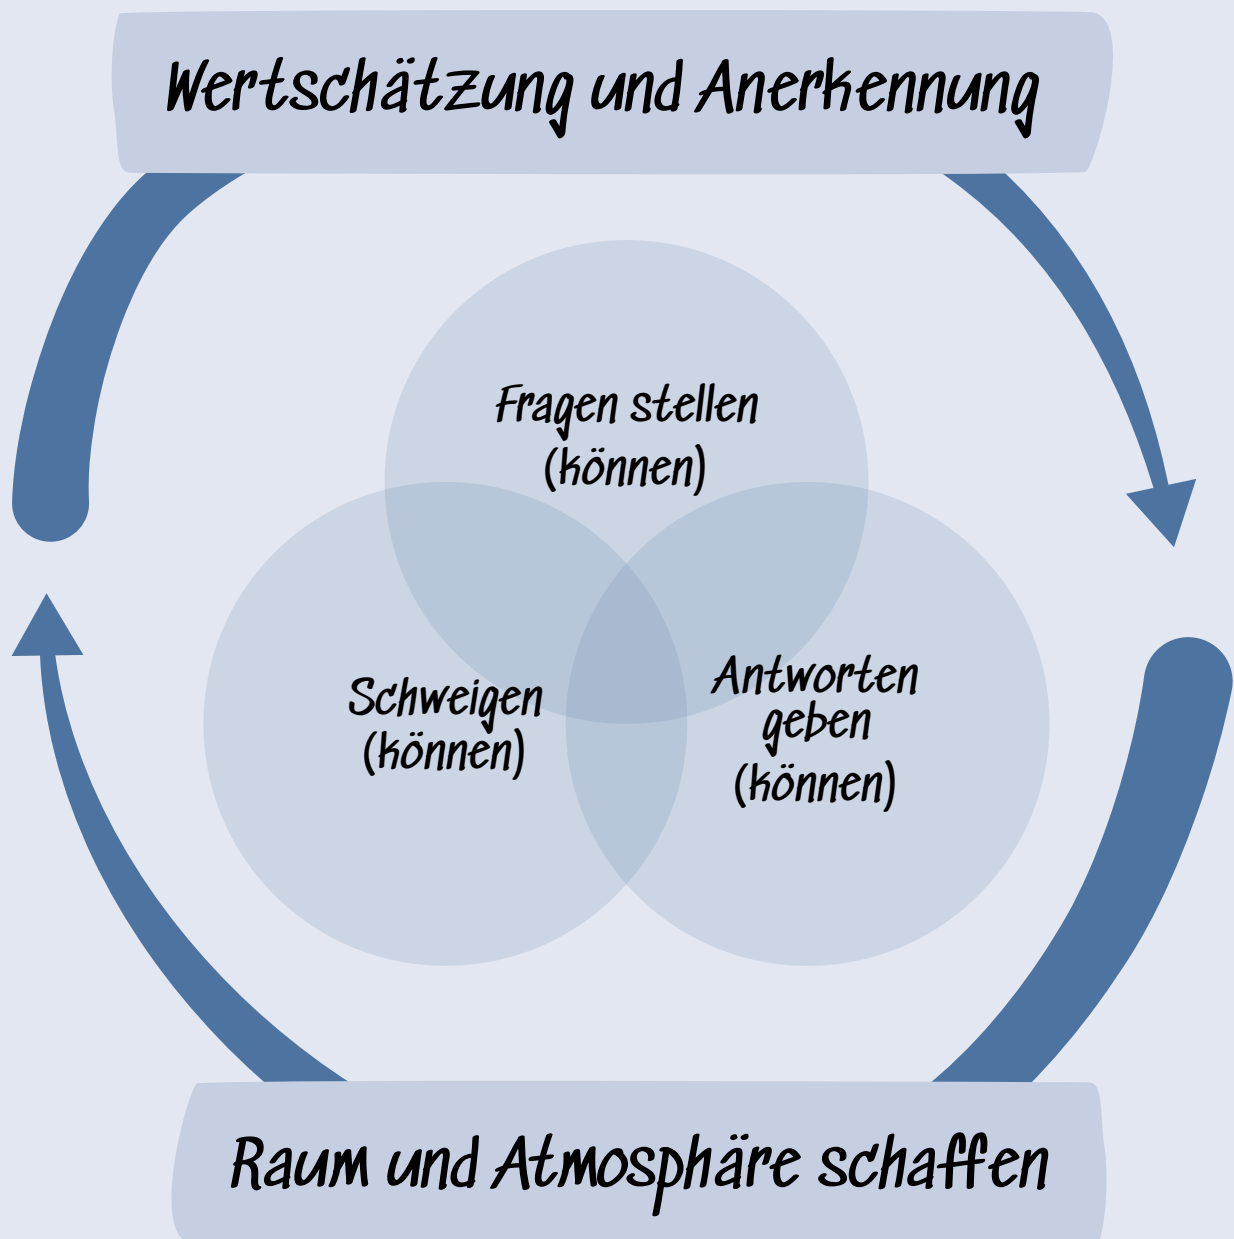 Wertschätzung und Anerkennung
Fragen stellen
(können)
Schweigen
(können)
Antworten
geben
(können)
Raum und Atmosphäre schaffen